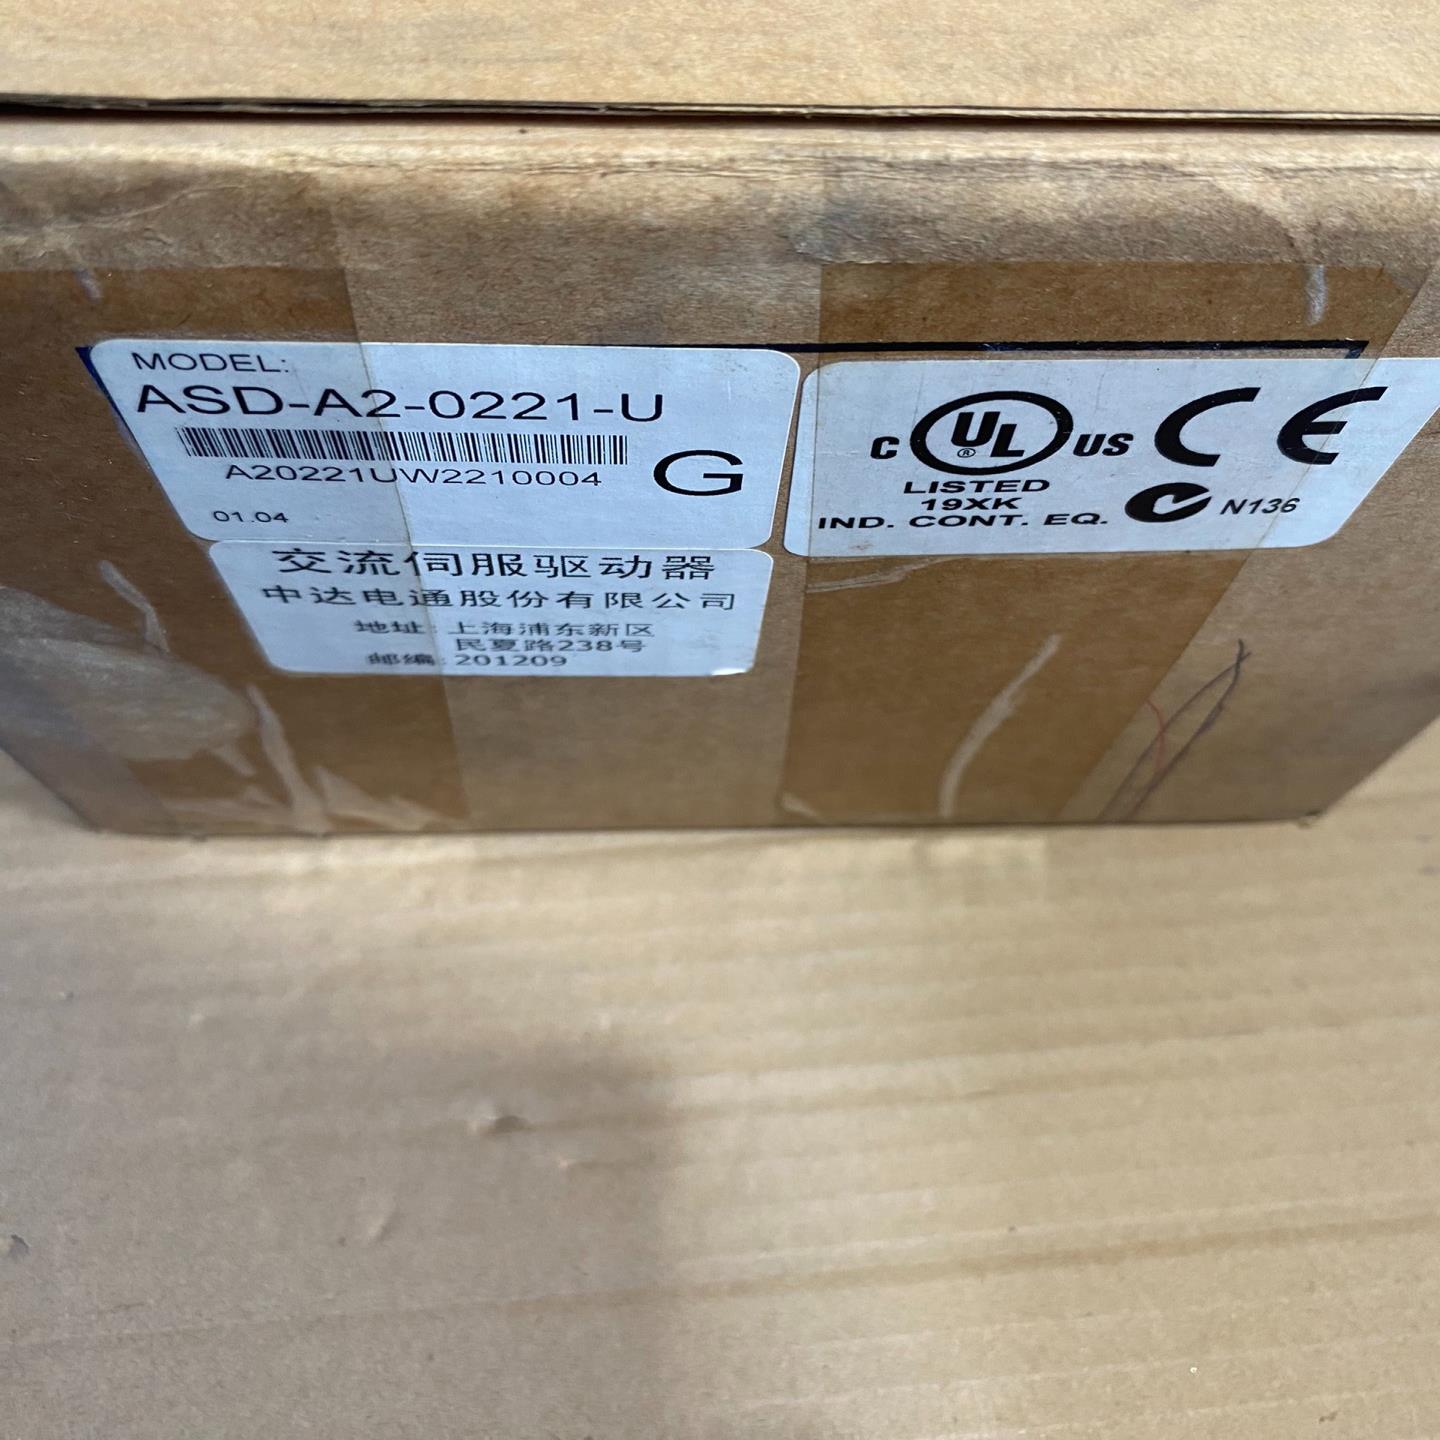 MODEL:
ASD-A2-0221-U
A20221UW2210004
G
01.04
交流伺服驱动器
中达电通股份有限公司
地址: 上海浦东新区
民夏路238号
邮编: 201209
C UL ® US CE
LISTED
19XK
IND. CONT. EQ.
N136